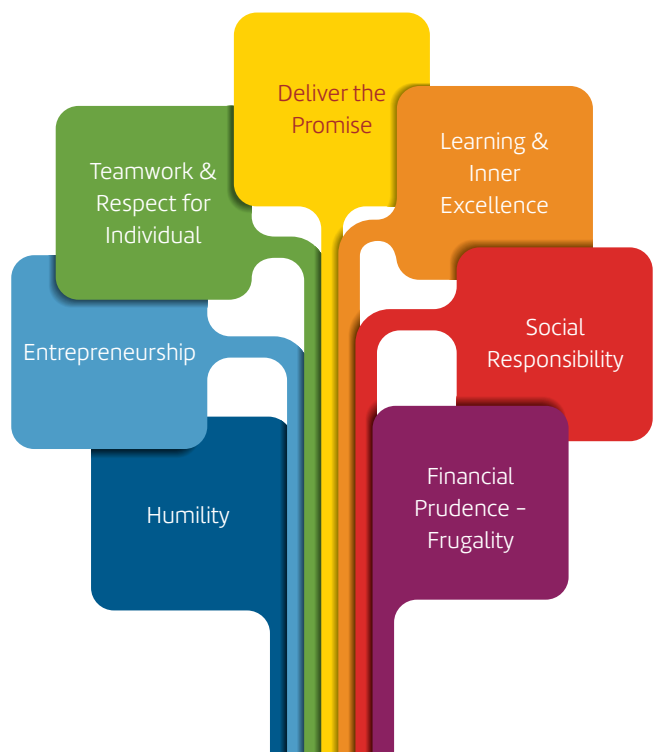 Deliver the
Promise
Teamwork &
Respect for
Individual
Learning &
Inner
Excellence
Entrepreneurship
Social
Responsibility
Humility
Financial
Prudence –
Frugality